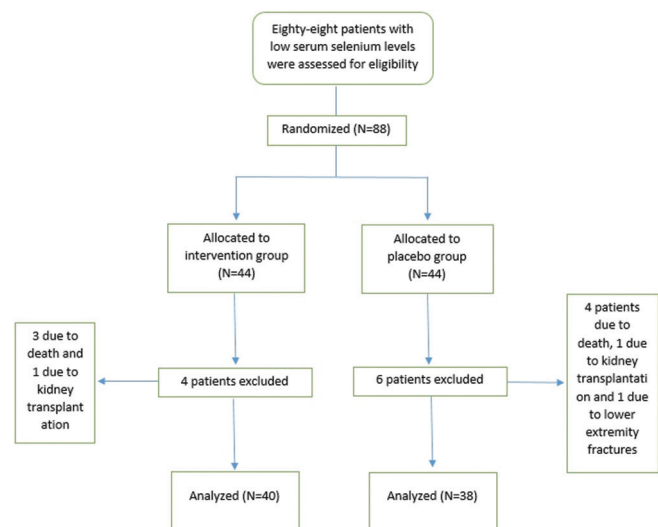 Eighty-eight patients with
low serum selenium levels
were assessed for eligibility
Randomized (N=88)
Allocated to
intervention group
(N=44)
Allocated to
placebo group
(N=44)
3 due to
death and
1 due to
kidney
transplant
ation
4 patients excluded
6 patients excluded
4 patients
due to
death, 1 due
to kidney
transplantati
on and 1 due
to lower
extremity
fractures
Analyzed (N=40)
Analyzed (N=38)